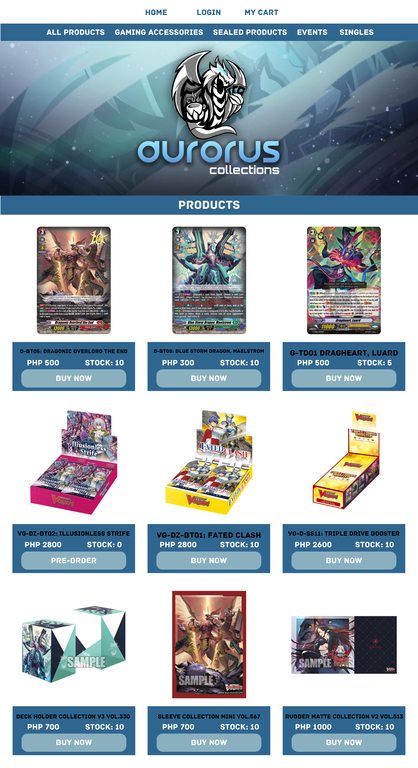 HOME LOGIN MY CART
ALL PRODUCTS GAMING ACCESSORIES SEALED PRODUCTS EVENTS SINGLES
aurorus
collections
PRODUCTS
D-BT05: DRAGONIC OVERLORD THE END
PHP 500 STOCK: 10
BUY NOW
D-BT05: BLUE STORM DRAGON, MAELSTROM
PHP 300 STOCK: 10
BUY NOW
G-TD01 DRAGHEART, LUARD
PHP 500 STOCK: 5
BUY NOW
Illusionless
Strife
VG-DZ-BT02: ILLUSIONLESS STRIFE
PHP 2800 STOCK: 0
PRE-ORDER
FATED CLASH
VG-DZ-BT01: FATED CLASH
PHP 2800 STOCK: 10
BUY NOW
VG-D-SS11: TRIPLE DRIVE BOOSTER
PHP 2600 STOCK: 10
BUY NOW
SAMPLE
DECK HOLDER COLLECTION V3 VOL.330
PHP 700 STOCK: 10
BUY NOW
SAMPLE
SLEEVE COLLECTION MINI VOL.667
PHP 700 STOCK: 10
BUY NOW
SAMPLE
RUBBER MATTE COLLECTION V2 VOL.513
PHP 1000 STOCK: 10
BUY NOW